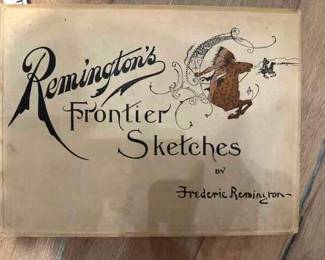 Remington's
Frontier
Sketches
BY
Frederic Remington